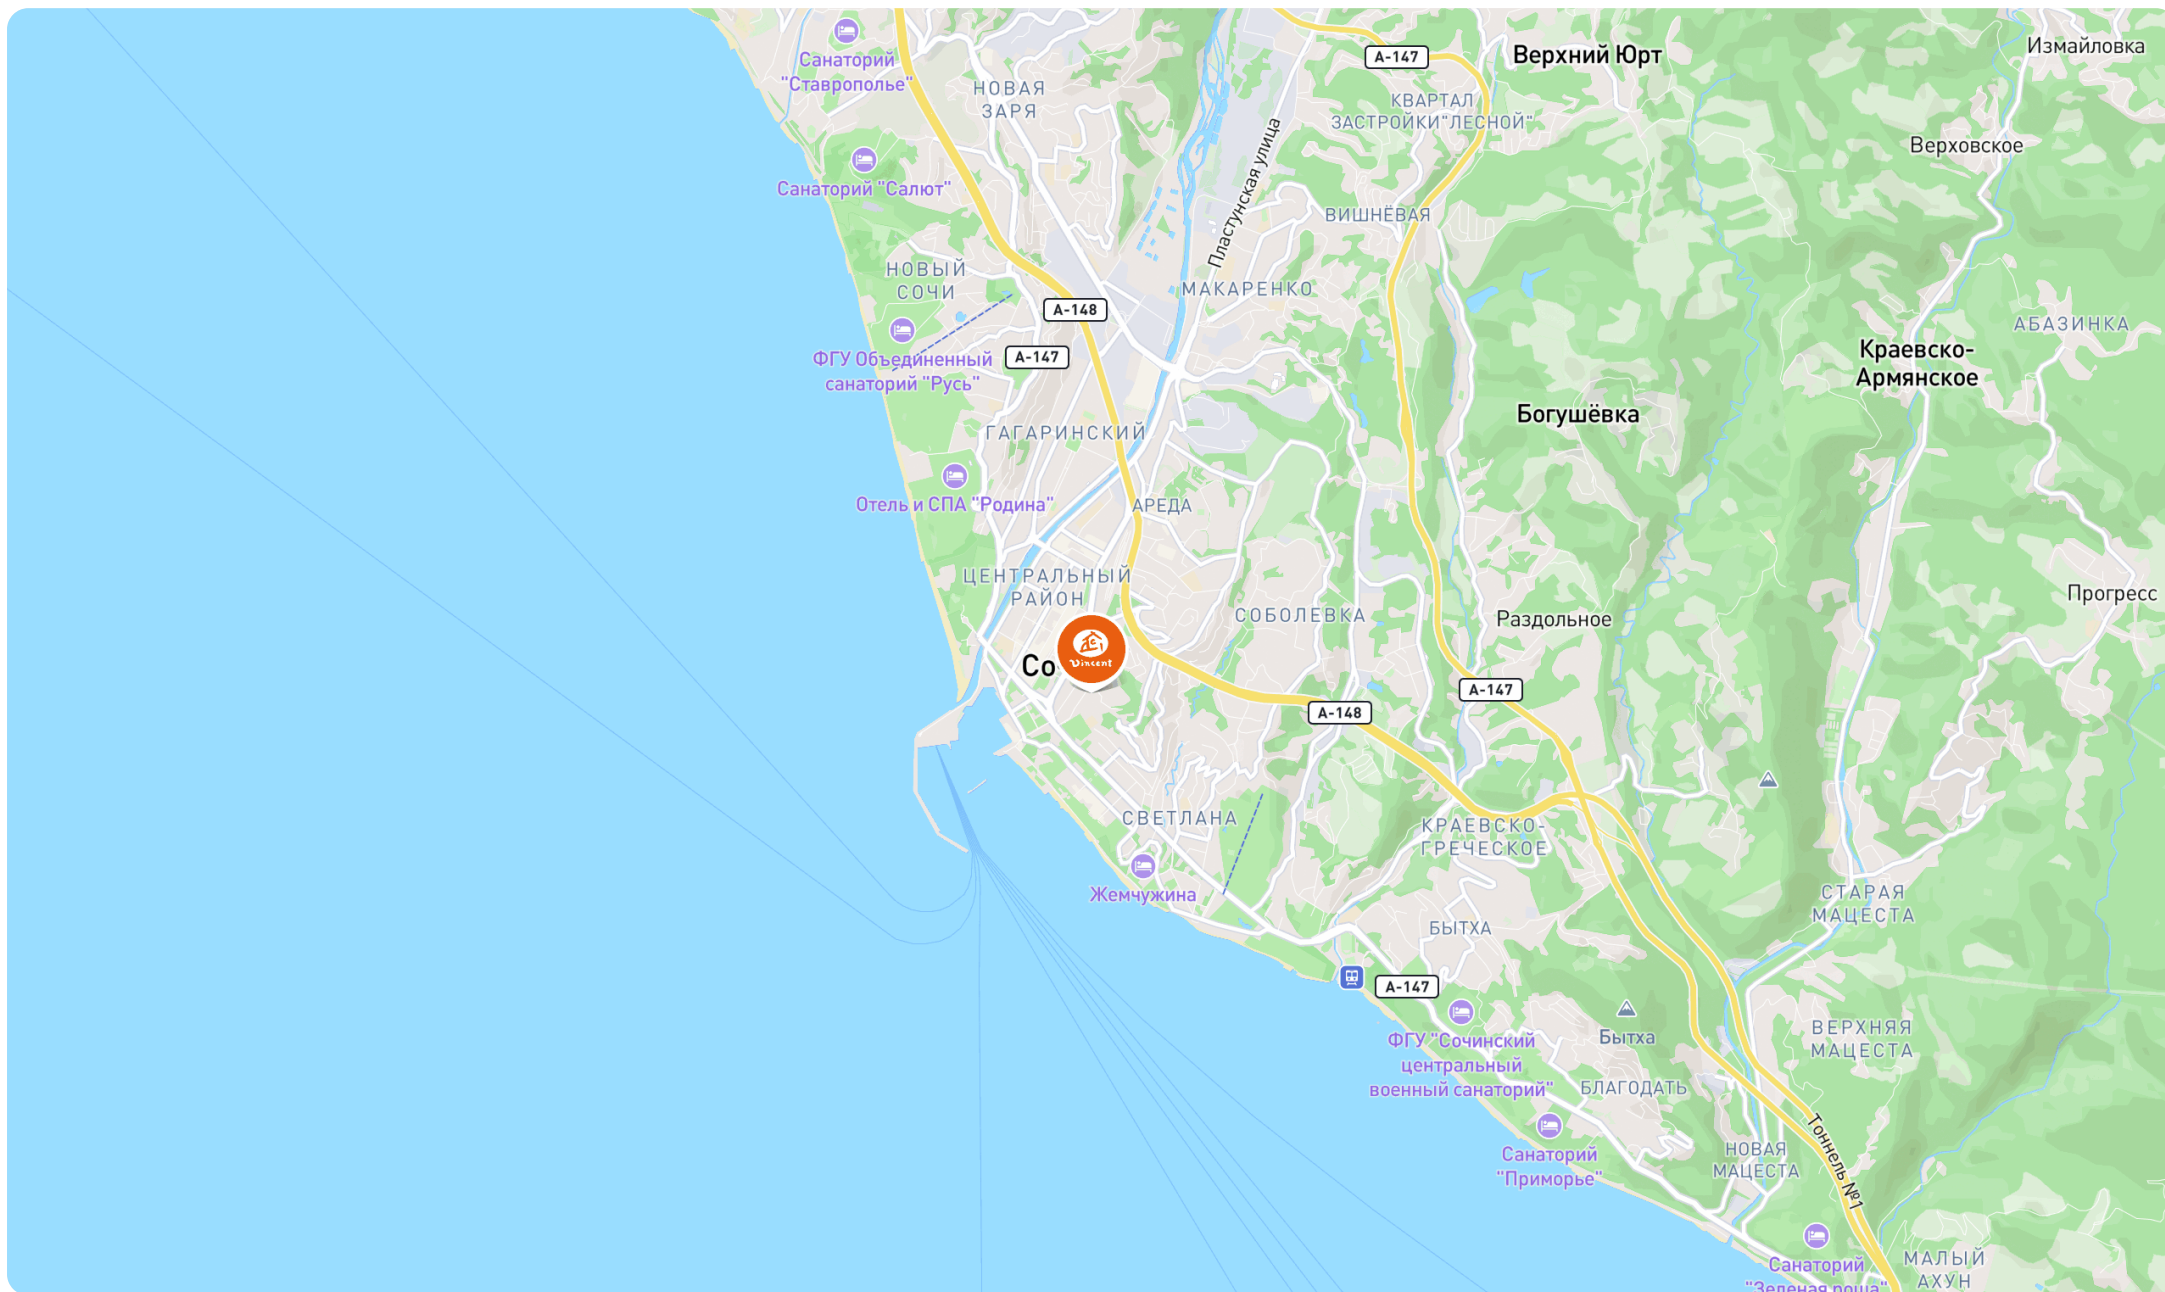 Санаторий
"Ставрополье"
НОВАЯ
ЗАРЯ
А-147
Верхний Юрт
Измайловка
КВАРТАЛ
ЗАСТРОЙКИ"ЛЕСНОЙ"
Верховское
Санаторий "Салют"
Пластунская улица
ВИШНЁВАЯ
НОВЫЙ
СОЧИ
МАКАРЕНКО
А-148
АБАЗИНКА
ФГУ Объединенный
санаторий "Русь"
А-147
Краевско-
Армянское
Богушёвка
ГАГАРИНСКИЙ
Отель и СПА "Родина"
АРЕДА
ЦЕНТРАЛЬНЫЙ
РАЙОН
Прогресс
СОБОЛЕВКА
Раздольное
Со
Vincent
А-147
А-148
СВЕТЛАНА
КРАЕВСКО-
ГРЕЧЕСКОЕ
Жемчужина
СТАРАЯ
МАЦЕСТА
БЫТХА
А-147
ФГУ "Сочинский
центральный
военный санаторий"
Бытха
ВЕРХНЯЯ
МАЦЕСТА
БЛАГОДАТЬ
Санаторий
"Приморье"
НОВАЯ
МАЦЕСТА
Тоннель №1
Санаторий
"Зеленая роща"
МАЛЫЙ
АХУН